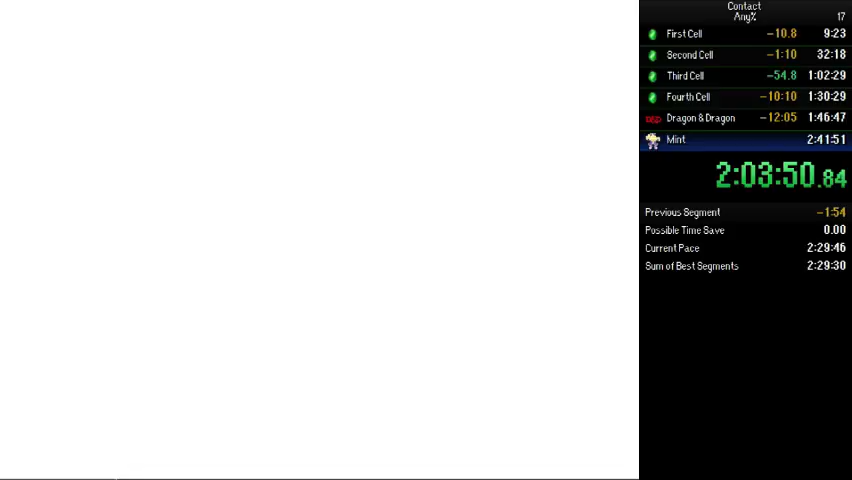 Contact
Any% 17
First Cell -10.8 9:23
Second Cell -1:10 32:18
Third Cell -54.8 1:02:29
Fourth Cell -10:10 1:30:29
Dragon & Dragon -12:05 1:46:47
Mint 2:41:51
2:03:50.84
Previous Segment -1:54
Possible Time Save 0.00
Current Pace 2:29:46
Sum of Best Segments 2:29:30